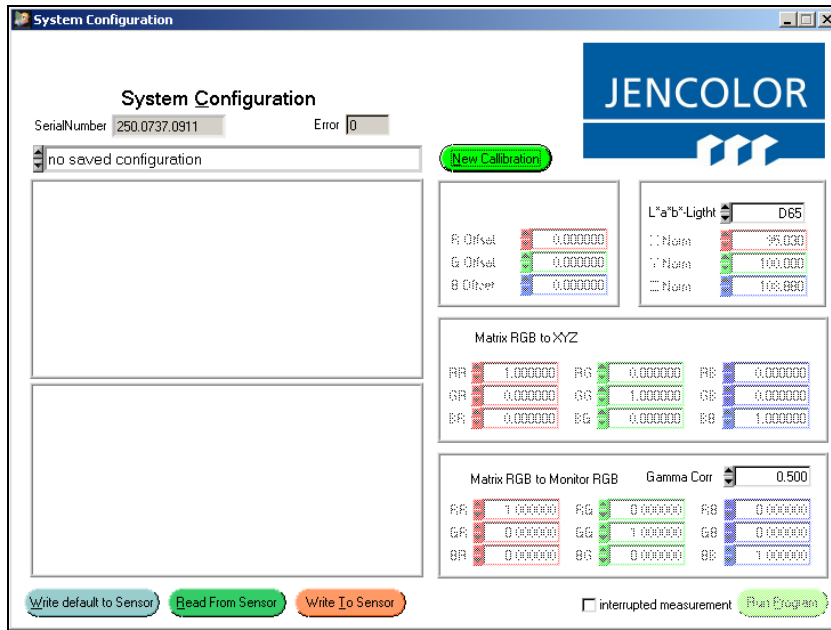 System Configuration
JENCOLOR
System Configuration
SerialNumber 250.0737.0911 Error 0
no saved configuration
New Callibration
L*a*b*-Ligtht D65
R Offset 0.000000
G Offset 0.000000
B Offset 0.000000
X Norm 95.030
Y Norm 100.000
Z Norm 108.880
Matrix RGB to XYZ
RR 1.000000 RG 0.000000 RB 0.000000
GR 0.000000 GG 1.000000 GB 0.000000
BR 0.000000 BG 0.000000 BB 1.000000
Matrix RGB to Monitor RGB Gamma Corr 0.500
RR 1.000000 RG 0.000000 RB 0.000000
GR 0.000000 GG 1.000000 GB 0.000000
BR 0.000000 BG 0.000000 BB 1.000000
Write default to Sensor Read From Sensor Write To Sensor interrupted measurement Run Program